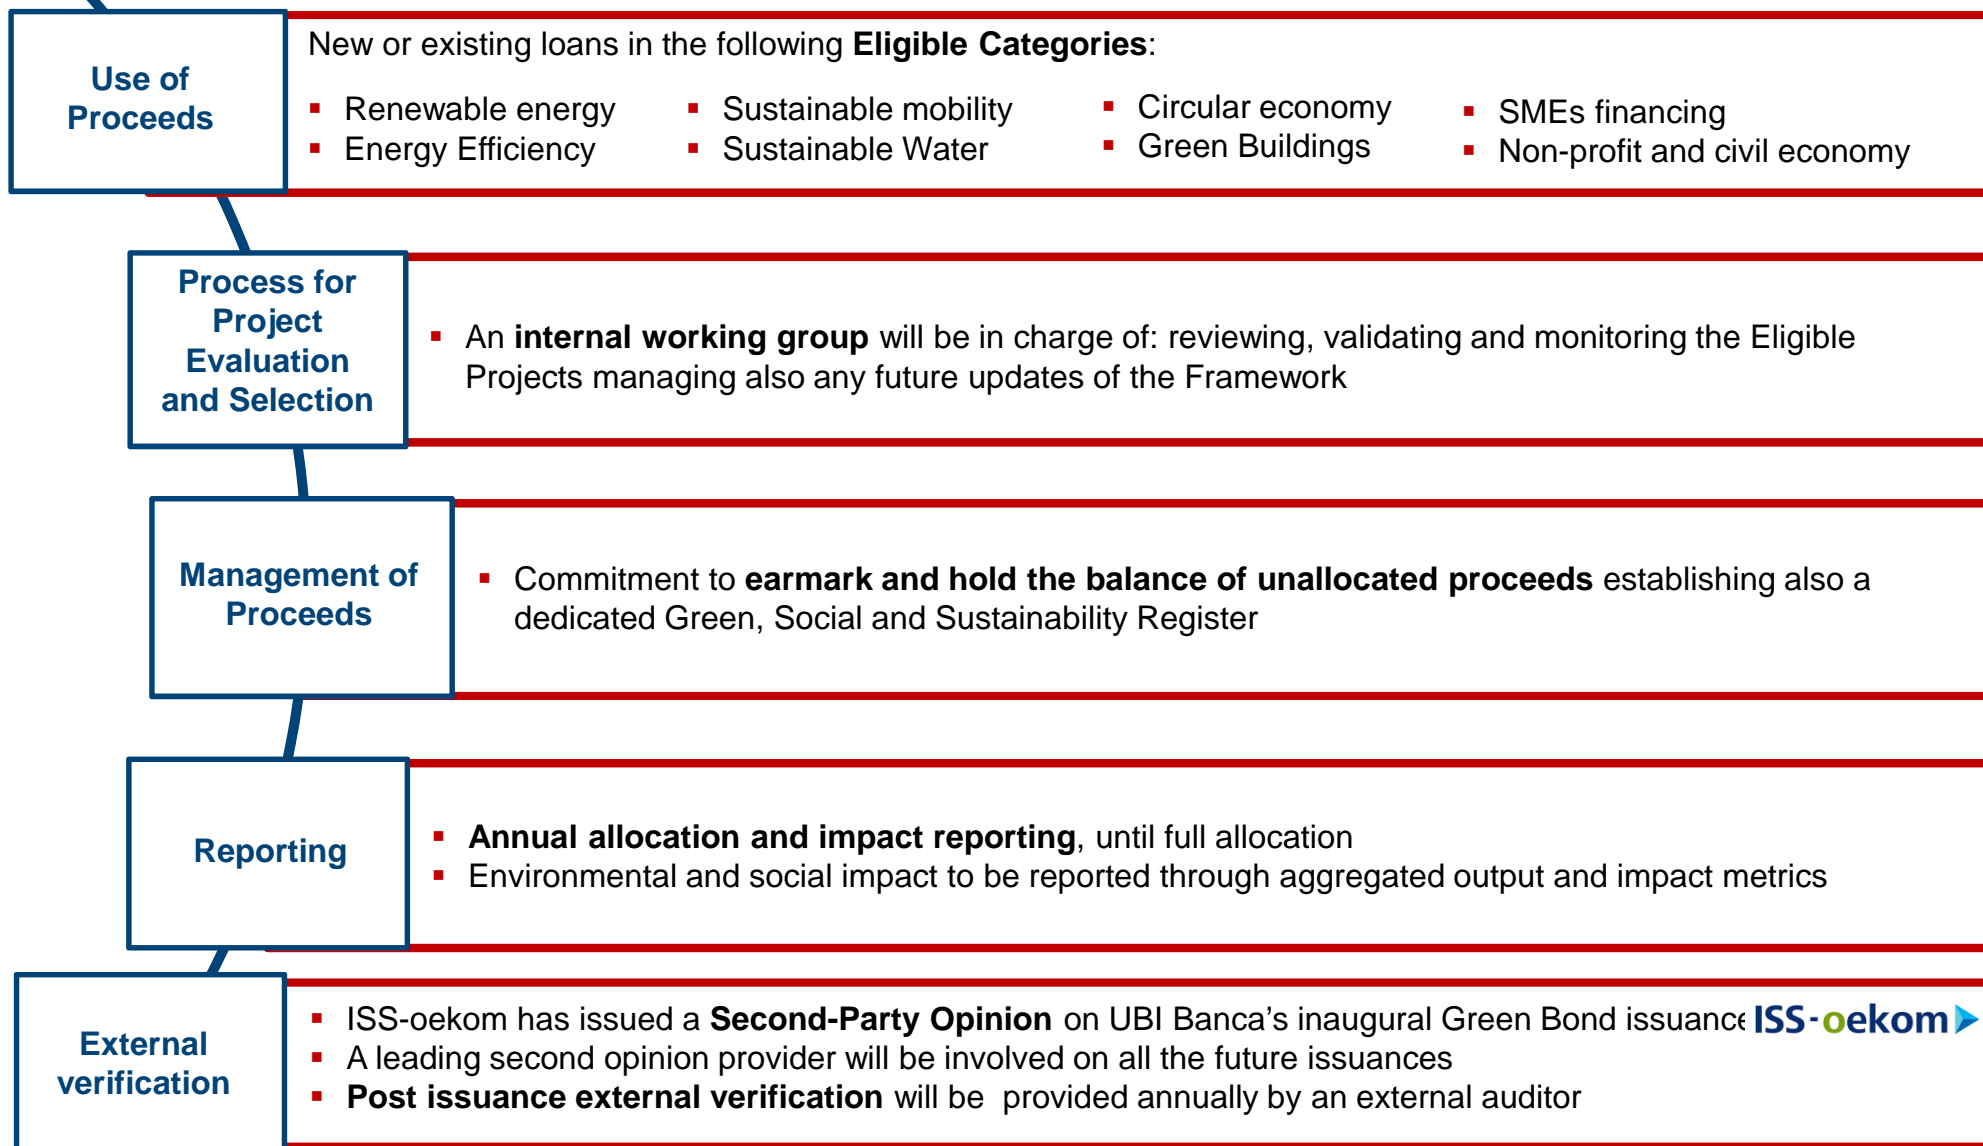 Use of
Proceeds
New or existing loans in the following Eligible Categories:
▪ Renewable energy
▪ Energy Efficiency
▪ Sustainable mobility
▪ Sustainable Water
▪ Circular economy
▪ Green Buildings
▪ SMEs financing
▪ Non-profit and civil economy
Process for
Project
Evaluation
and Selection
▪ An internal working group will be in charge of: reviewing, validating and monitoring the Eligible
Projects managing also any future updates of the Framework
Management of
Proceeds
▪ Commitment to earmark and hold the balance of unallocated proceeds establishing also a
dedicated Green, Social and Sustainability Register
Reporting
▪ Annual allocation and impact reporting, until full allocation
▪ Environmental and social impact to be reported through aggregated output and impact metrics
External
verification
▪ ISS-oekom has issued a Second-Party Opinion on UBI Banca’s inaugural Green Bond issuance
ISS-oekom
▪ A leading second opinion provider will be involved on all the future issuances
▪ Post issuance external verification will be  provided annually by an external auditor